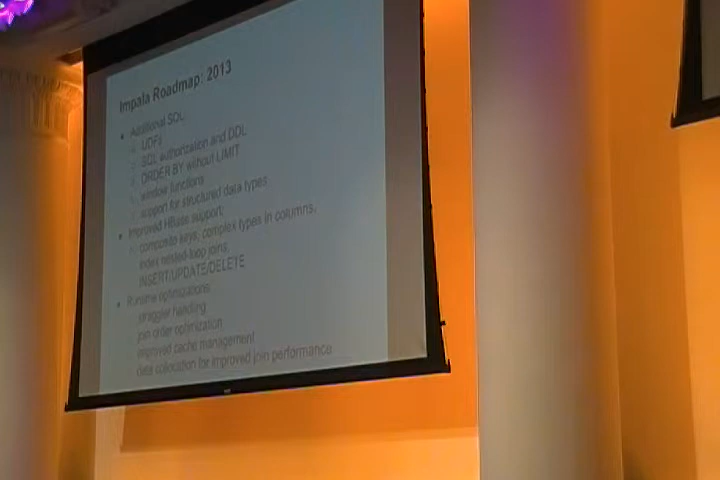 Impala Roadmap: 2013
Additional SQL:
UDFs
SQL authorization and DDL
ORDER BY without LIMIT
window functions
support for structured data types
Improved HBase support:
composite keys, complex types in columns,
index nested-loop joins,
INSERT/UPDATE/DELETE
Runtime optimizations:
straggler handling
join order optimization
improved cache management
data collocation for improved join performance